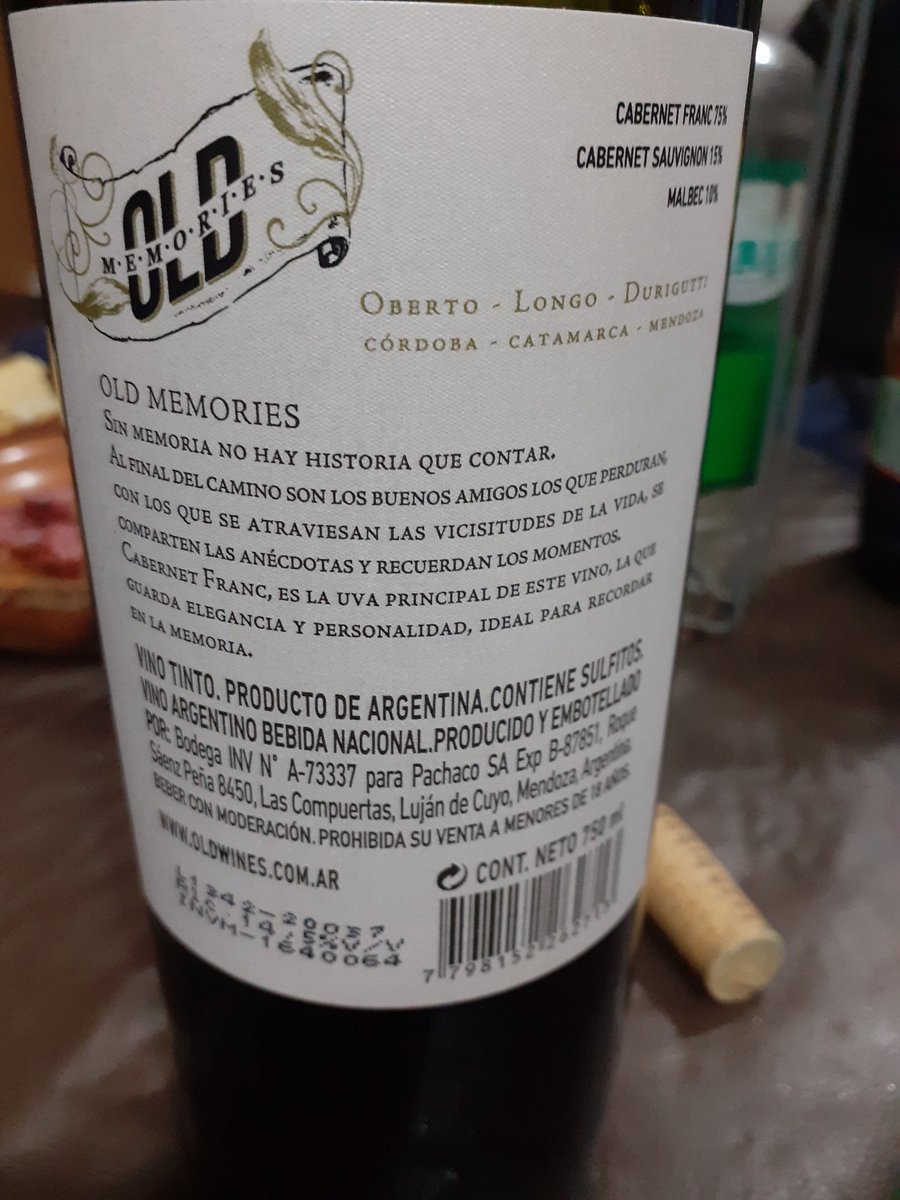 OLD
M·E·M·O·R·I·E·S
CABERNET FRANC 75%
CABERNET SAUVIGNON 15%
MALBEC 10%
OBERTO - LONGO - DURIGUTTI
CÓRDOBA - CATAMARCA - MENDOZA
OLD MEMORIES
SIN MEMORIA NO HAY HISTORIA QUE CONTAR.
AL FINAL DEL CAMINO SON LOS BUENOS AMIGOS LOS QUE PERDURAN,
CON LOS QUE SE ATRAVIESAN LAS VICISITUDES DE LA VIDA, SE
COMPARTEN LAS ANÉCDOTAS Y RECUERDAN LOS MOMENTOS.
CABERNET FRANC, ES LA UVA PRINCIPAL DE ESTE VINO, LA QUE
GUARDA ELEGANCIA Y PERSONALIDAD, IDEAL PARA RECORDAR
EN LA MEMORIA.
VINO TINTO. PRODUCTO DE ARGENTINA.CONTIENE SULFITOS.
VINO ARGENTINO BEBIDA NACIONAL.PRODUCIDO Y EMBOTELLADO
POR: Bodega INV N° A-73337 para Pachaco SA Exp B-87851, Roque
Sáenz Peña 8450, Las Compuertas, Luján de Cuyo, Mendoza, Argentina.
BEBER CON MODERACIÓN. PROHIBIDA SU VENTA A MENORES DE 18 AÑOS.
WWW.OLDWINES.COM.AR
CONT. NETO 750 ml